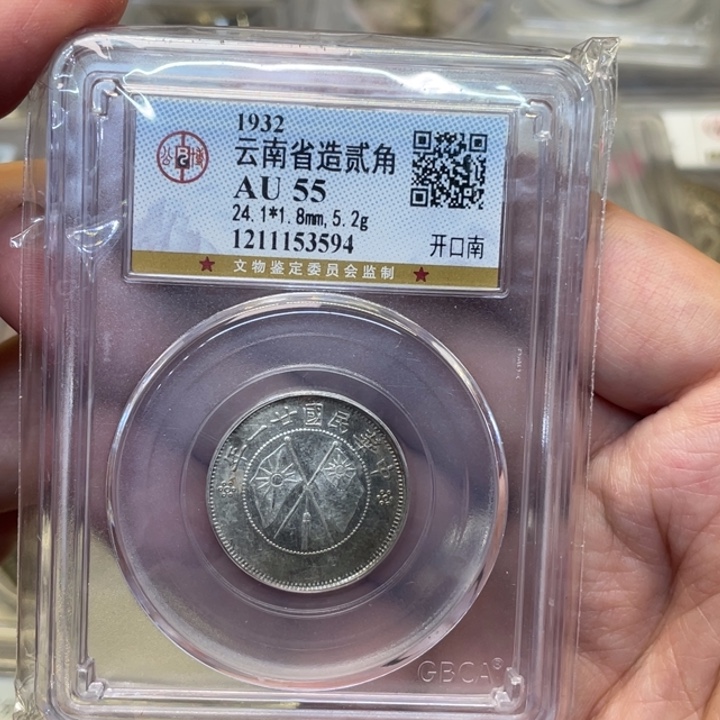 1932
云南省造贰角
AU 55
24.1*1.8mm,5.2g
1211153594
开口南
文物鉴定委员会监制
年一廿國民華中
GBCA